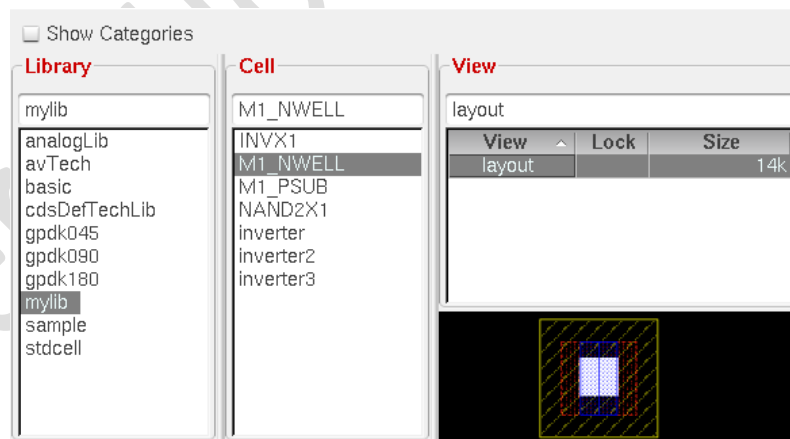 Show Categories
Library
mylib
analogLib
avTech
basic
cdsDefTechLib
gpdk045
gpdk090
gpdk180
mylib
sample
stdcell
Cell
M1_NWELL
INVX1
M1_NWELL
M1_PSUB
NAND2X1
inverter
inverter2
inverter3
View
layout
View Lock Size
layout 14k